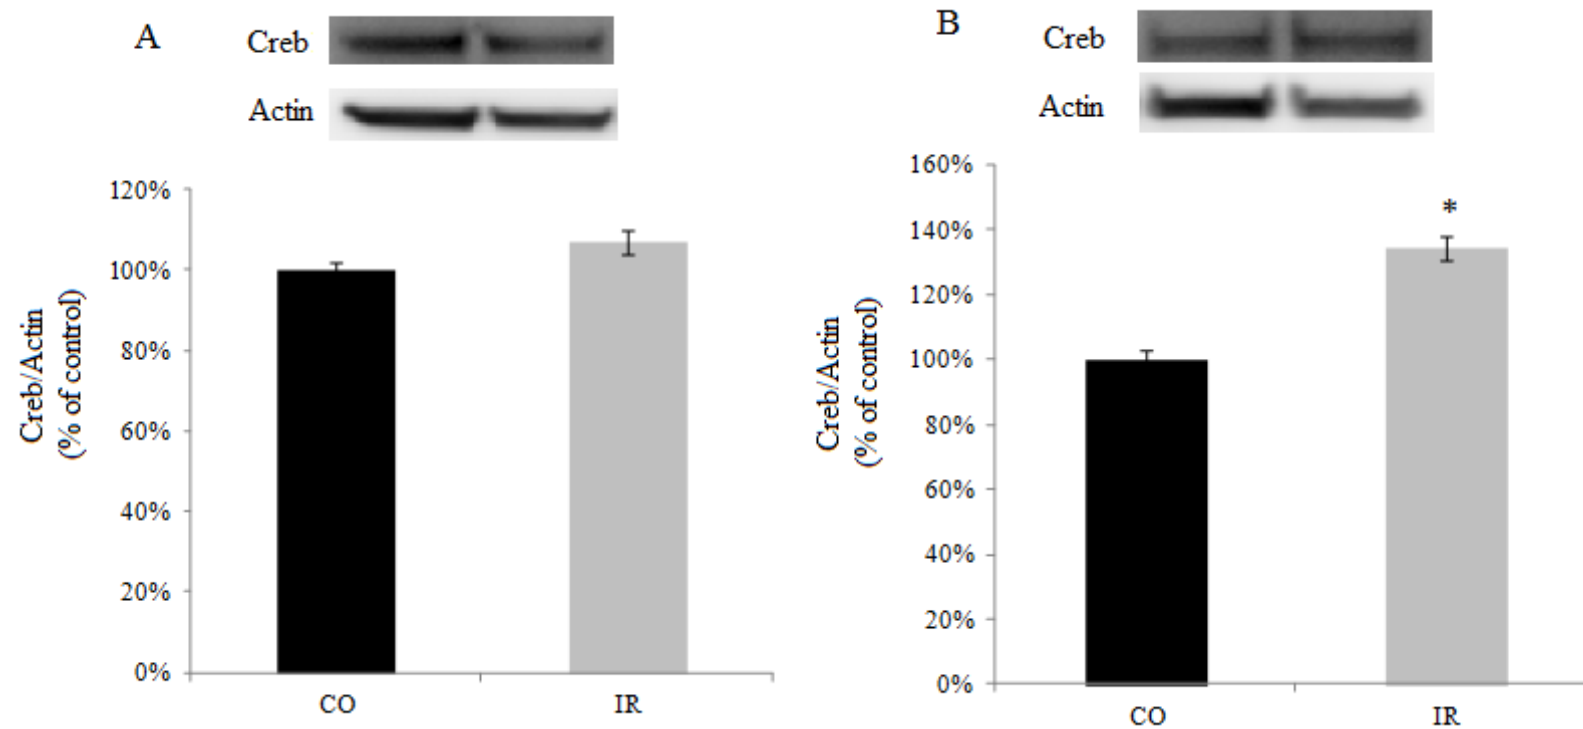 A
Creb
Actin
120%
100%
80%
60%
40%
20%
0%
Creb/Actin
(% of control)
CO
IR
B
Creb
Actin
160%
140%
120%
100%
80%
60%
40%
20%
0%
Creb/Actin
(% of control)
*
CO
IR